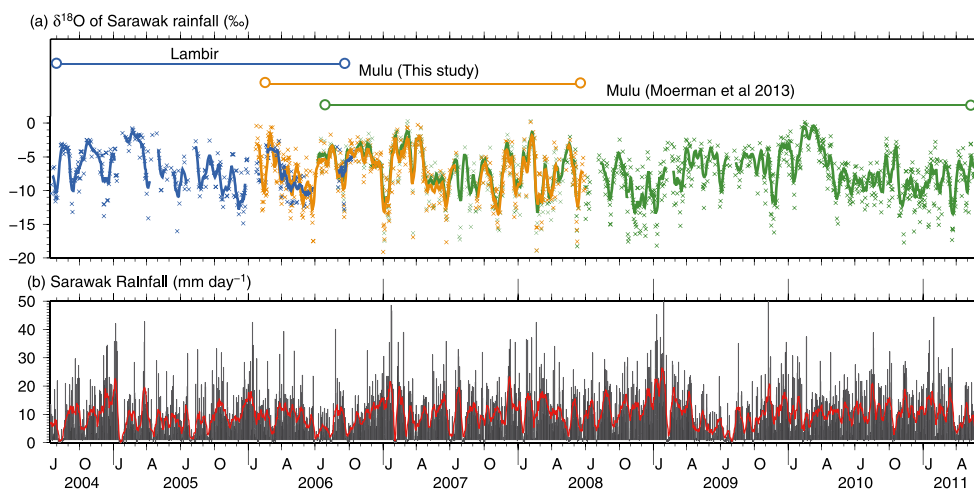 (a) δ¹⁸O of Sarawak rainfall (‰)
Lambir
Mulu (This study)
Mulu (Moerman et al 2013)
0
−5
−10
−15
−20
(b) Sarawak Rainfall (mm day⁻¹)
50
40
30
20
10
0
J O J A J O J A J O J A J O J A J O J A J O J A J O J A
2004 2005 2006 2007 2008 2009 2010 2011